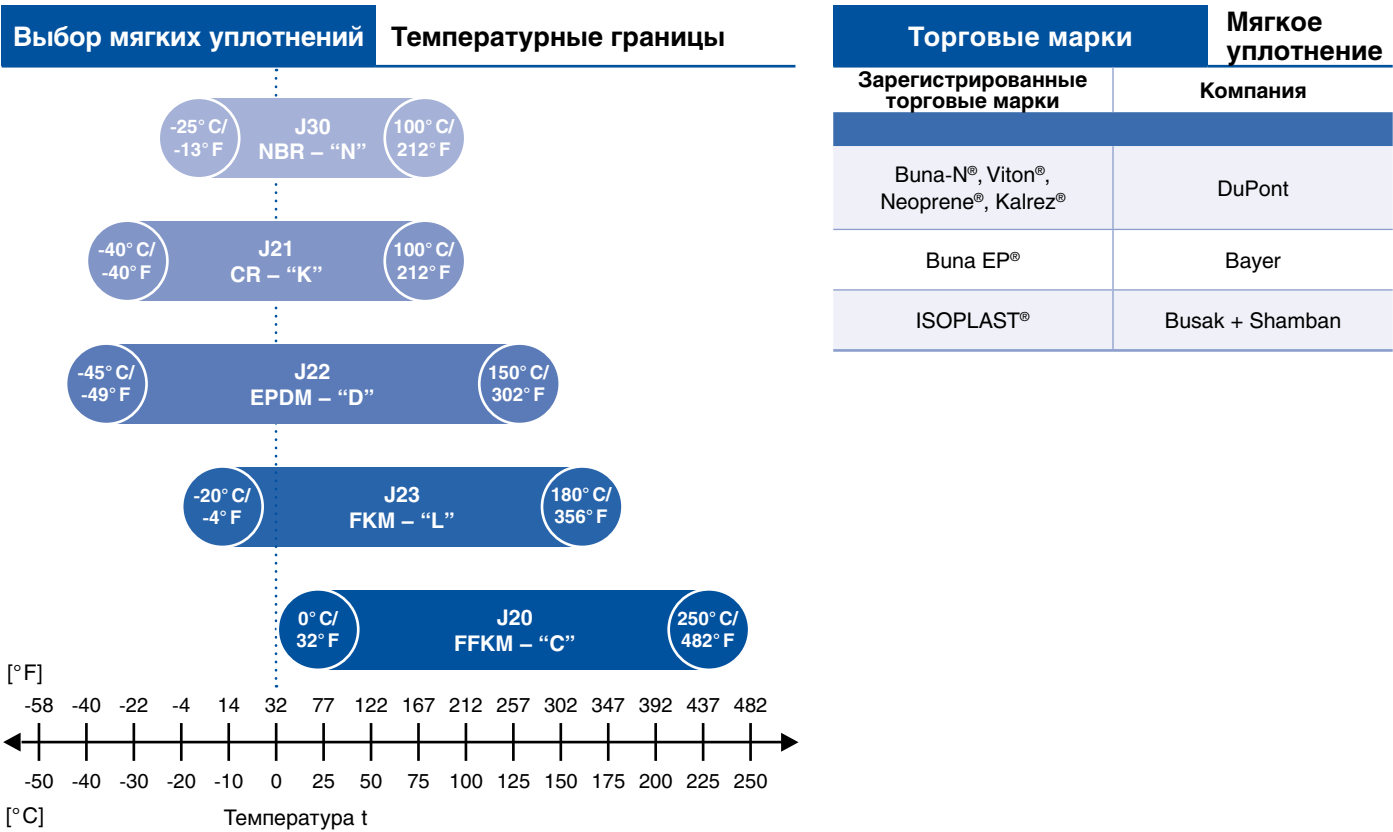 Выбор мягких уплотнений
Температурные границы
-25° C/
-13° F
J30
NBR – “N”
100° C/
212° F
-40° C/
-40° F
J21
CR – “K”
100° C/
212° F
-45° C/
-49° F
J22
EPDM – “D”
150° C/
302° F
-20° C/
-4° F
J23
FKM – “L”
180° C/
356° F
0° C/
32° F
J20
FFKM – “C”
250° C/
482° F
[°F]
-58 -40 -22 -4 14 32 77 122 167 212 257 302 347 392 437 482
-50 -40 -30 -20 -10 0 25 50 75 100 125 150 175 200 225 250
[°C]
Температура t
Торговые марки
Мягкое
уплотнение
Зарегистрированные
торговые марки
Компания
Buna-N®, Viton®,
Neoprene®, Kalrez®
DuPont
Buna EP®
Bayer
ISOPLAST®
Busak + Shamban